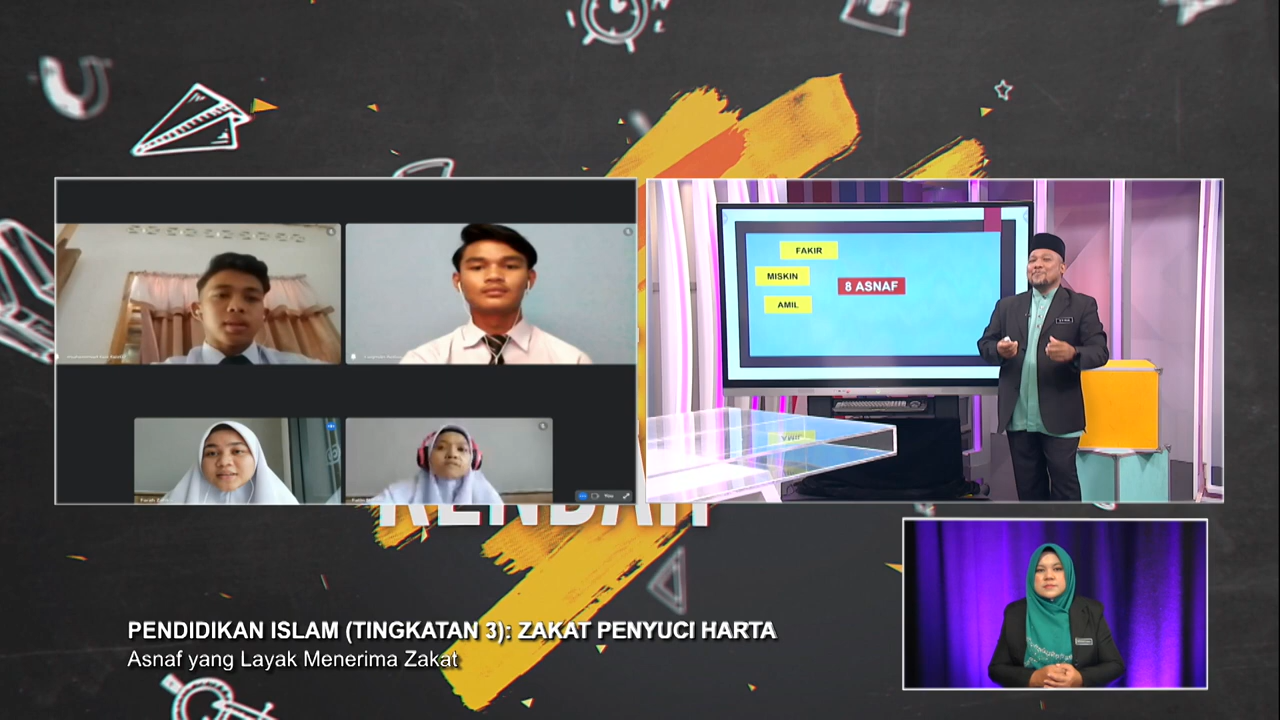 FAKIR
MISKIN
8 ASNAF
AMIL
PENDIDIKAN ISLAM (TINGKATAN 3): ZAKAT PENYUCI HARTA
Asnaf yang Layak Menerima Zakat